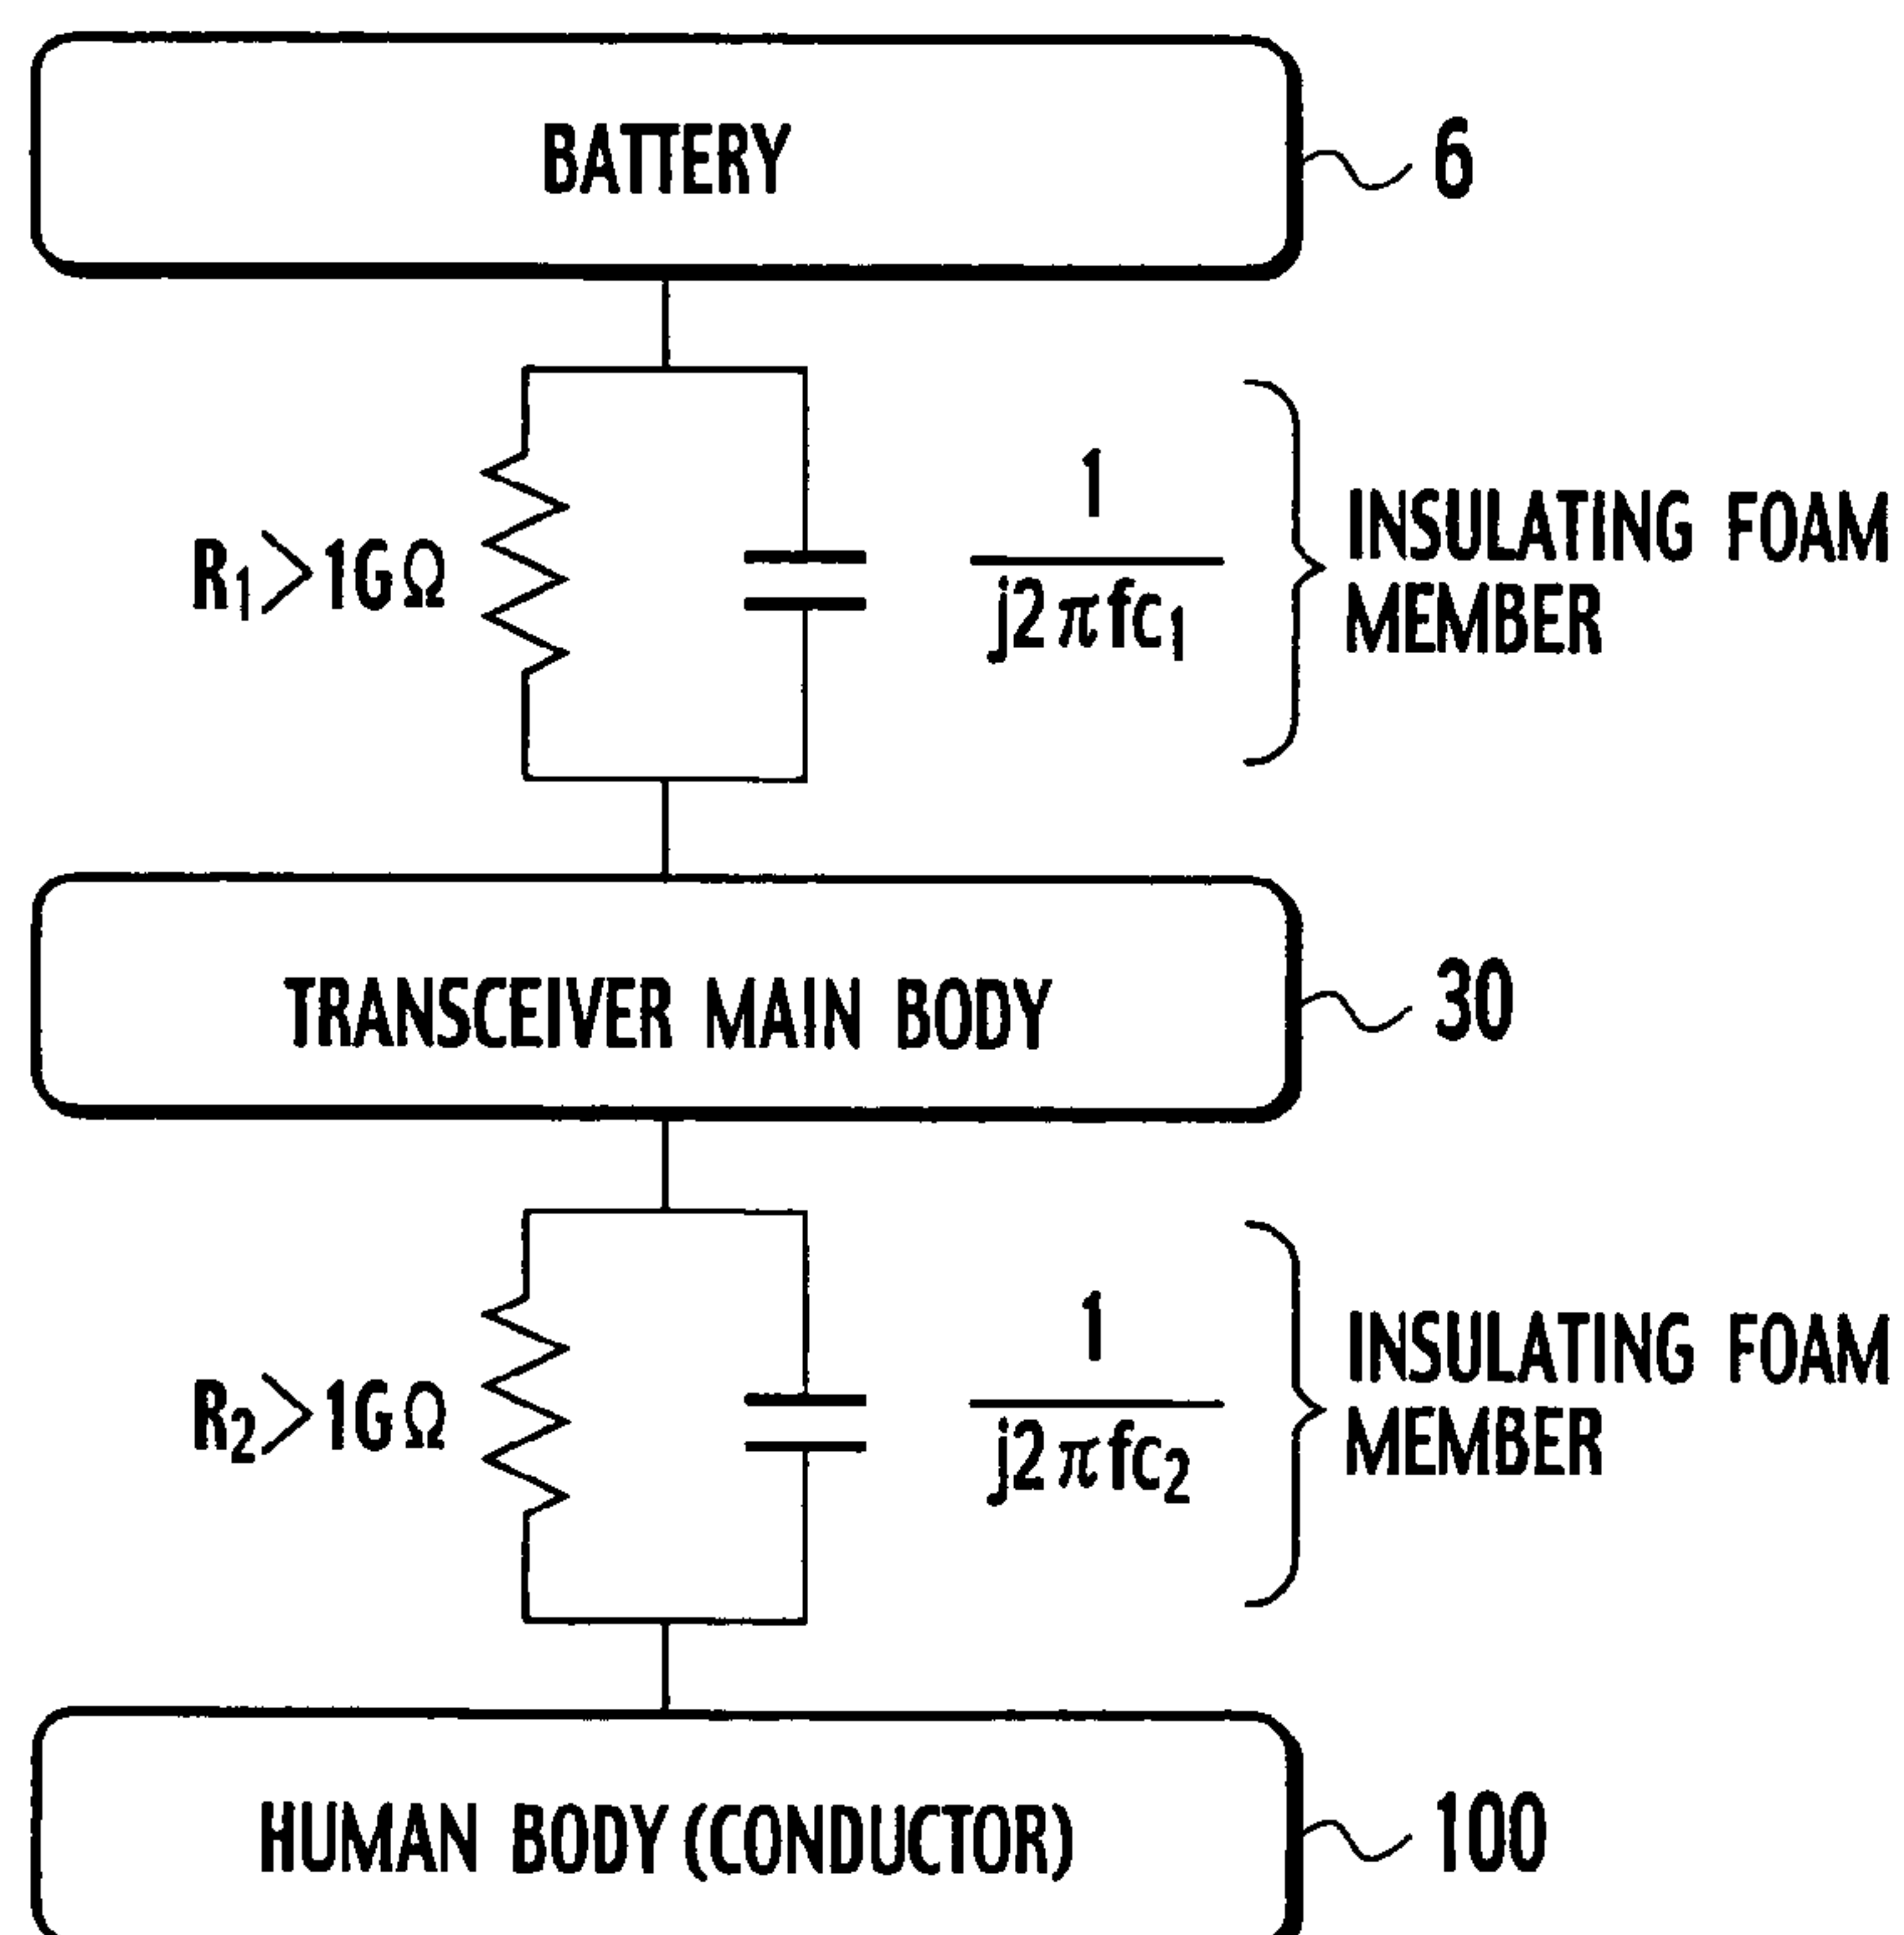 BATTERY
6
R1>1GΩ
1
j2πfc1
INSULATING FOAM
MEMBER
TRANSCEIVER MAIN BODY
30
R2>1GΩ
1
j2πfc2
INSULATING FOAM
MEMBER
HUMAN BODY (CONDUCTOR)
100